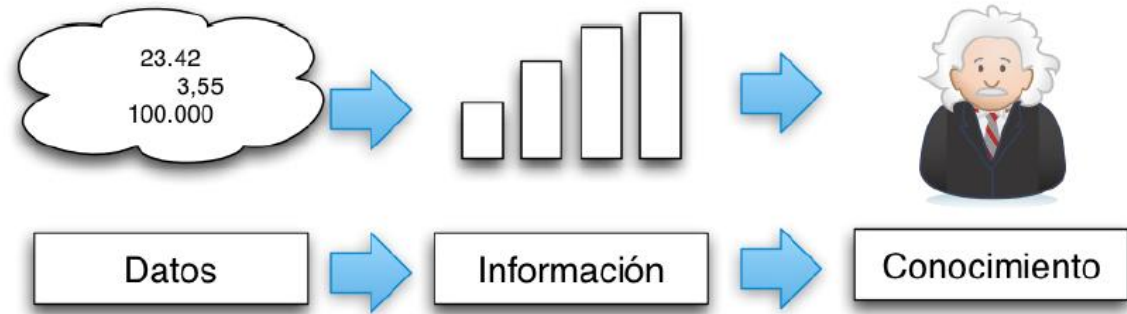 23.42
3,55
100.000
Datos
Información
Conocimiento